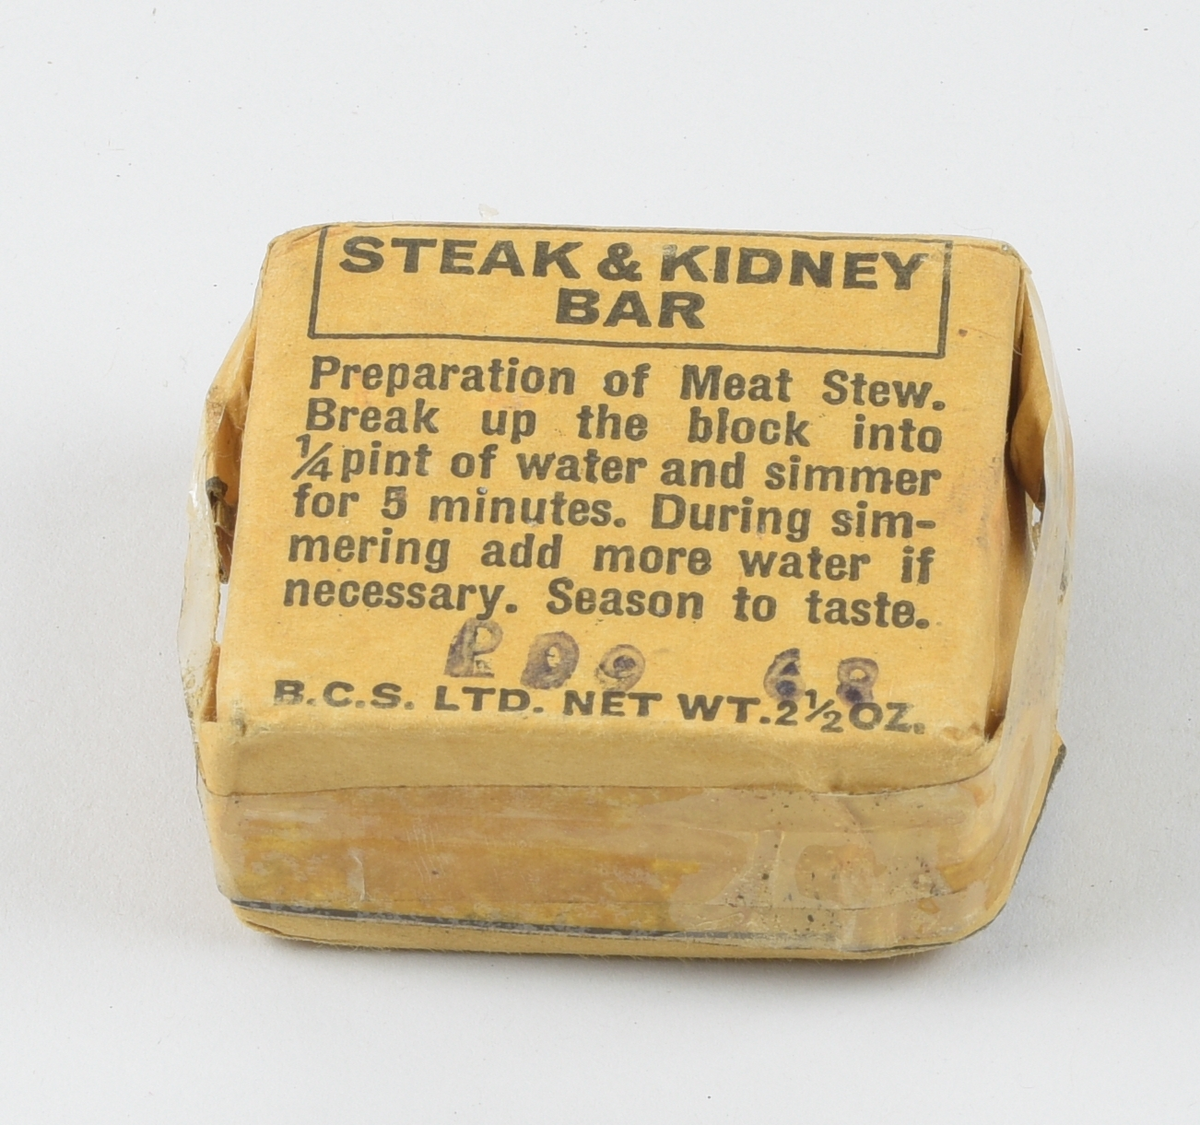 STEAK & KIDNEY
BAR
Preparation of Meat Stew.
Break up the block into
¼ pint of water and simmer
for 5 minutes. During sim-
mering add more water if
necessary. Season to taste.
P D9 68
B.C.S. LTD. NET WT. 2½ OZ.